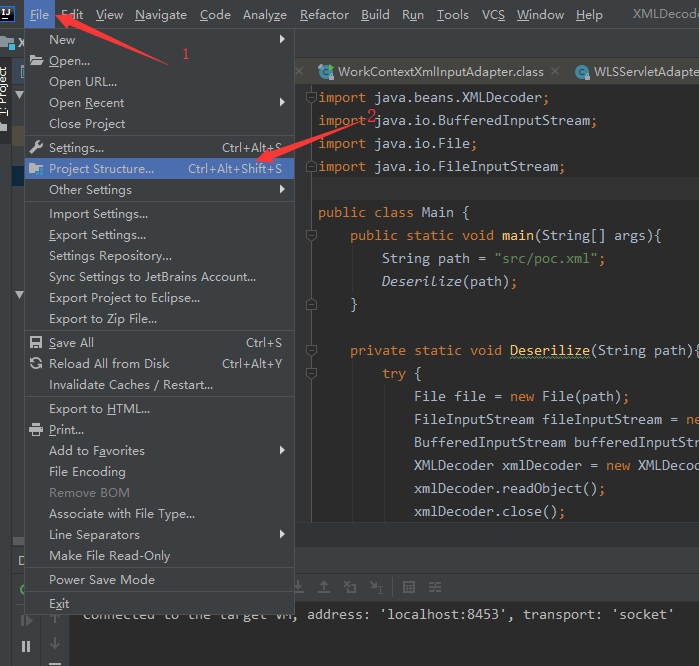 File Edit View Navigate Code Analyze Refactor Build Run Tools VCS Window Help XMLDecod
1
New
Open...
Open URL...
Open Recent
Close Project
Settings... Ctrl+Alt+S
Project Structure... Ctrl+Alt+Shift+S
Other Settings
Import Settings...
Export Settings...
Settings Repository...
Sync Settings to JetBrains Account...
Export Project to Eclipse...
Export to Zip File...
Save All Ctrl+S
Reload All from Disk Ctrl+Alt+Y
Invalidate Caches / Restart...
Export to HTML...
Print...
Add to Favorites
File Encoding
Remove BOM
Associate with File Type...
Line Separators
Make File Read-Only
Power Save Mode
Exit
1: Project
WorkContextXmlInputAdapter.class WLSServletAdapte
2
import java.beans.XMLDecoder;
import java.io.BufferedInputStream;
import java.io.File;
import java.io.FileInputStream;
public class Main {
public static void main(String[] args){
String path = "src/poc.xml";
Deserilize(path);
}
private static void Deserilize(String path){
try {
File file = new File(path);
FileInputStream fileInputStream = ne
BufferedInputStream bufferedInputStr
XMLDecoder xmlDecoder = new XMLDeco
xmlDecoder.readObject();
xmlDecoder.close();
Connected to the target VM, address: 'localhost:8453', transport: 'socket'